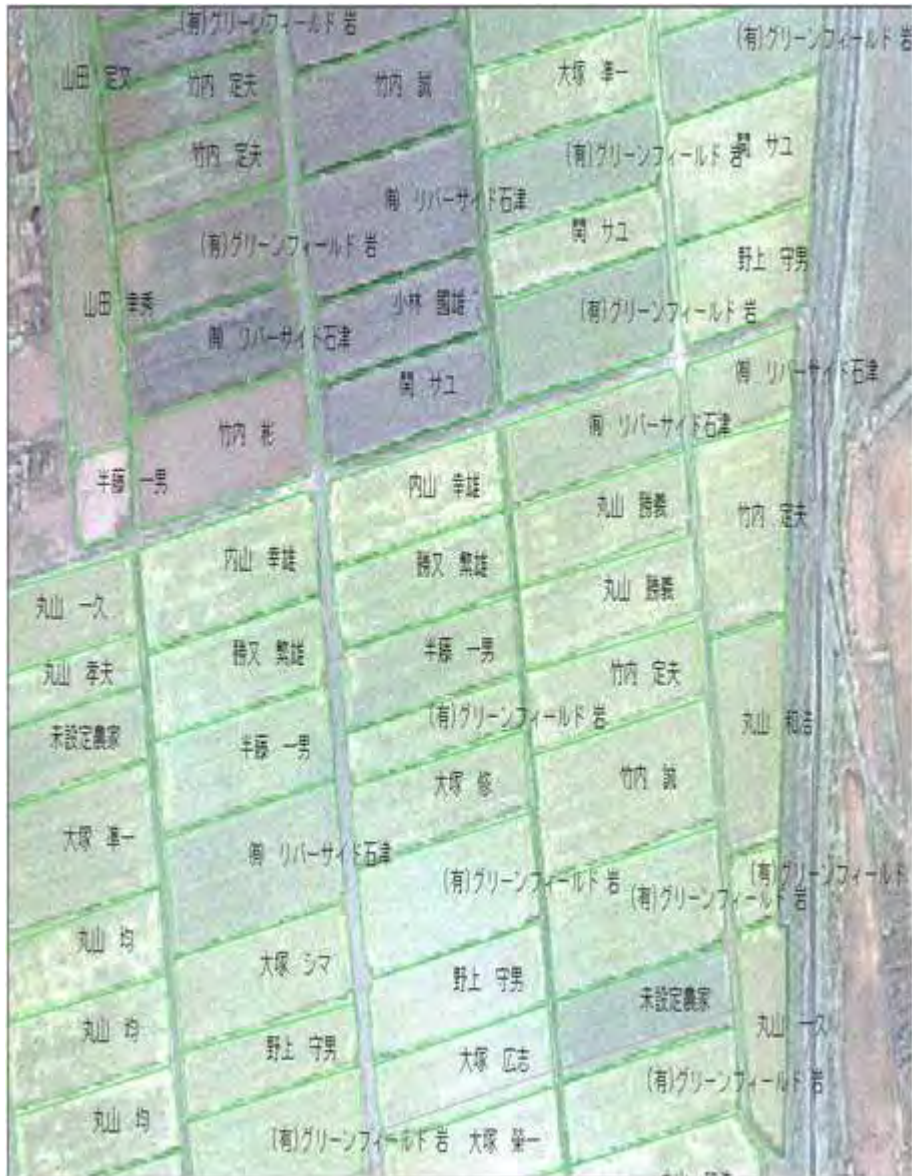 (有)グリーンフィールド 岩
(有)グリーンフィールド 岩
山田 定文
竹内 定夫
竹内 誠
大塚 準一
竹内 定夫
(有)グリーンフィールド 岩
関 サユ
(有)グリーンフィールド 岩
㈲ リバーサイド石津
関 サユ
野上 守男
山田 幸秀
㈲ リバーサイド石津
小林 國雄
(有)グリーンフィールド 岩
竹内 彬
関 サユ
㈲ リバーサイド石津
㈲ リバーサイド石津
半藤 一男
内山 幸雄
丸山 勝義
竹内 定夫
丸山 一久
内山 幸雄
勝又 繁雄
丸山 勝義
丸山 孝夫
勝又 繁雄
半藤 一男
竹内 定夫
未設定農家
半藤 一男
(有)グリーンフィールド 岩
丸山 和浩
大塚 準一
㈲ リバーサイド石津
大塚 修
竹内 誠
(有)グリーンフィールド 岩
(有)グリーンフィールド 岩
(有)グリーンフィールド
丸山 均
大塚 シマ
野上 守男
未設定農家
丸山 均
野上 守男
大塚 広志
丸山 一久
丸山 均
(有)グリーンフィールド 岩
大塚 榮一
(有)グリーンフィールド 岩